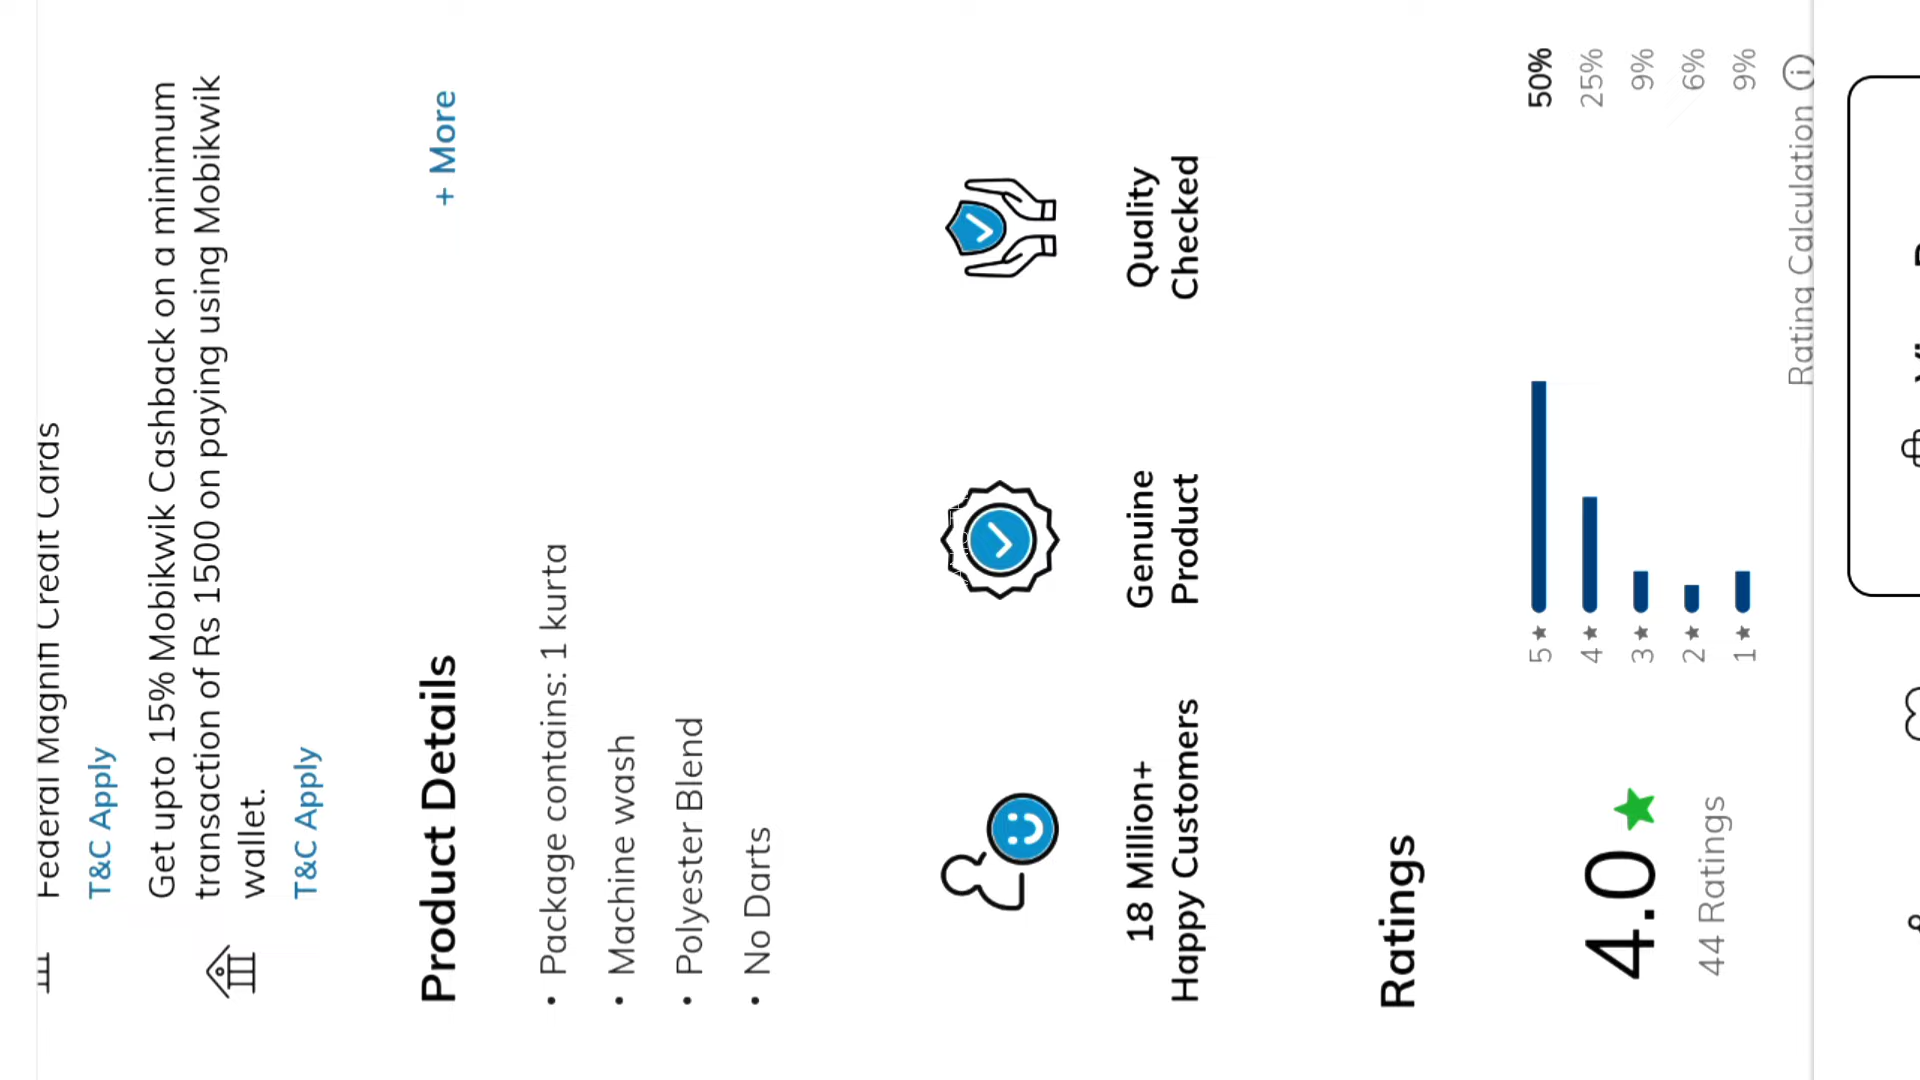 Federal Magnifi Credit Cards
T&C Apply
Get upto 15% Mobikwik Cashback on a minimum
transaction of Rs 1500 on paying using Mobikwik
wallet.
T&C Apply
Product Details
+ More
• Package contains: 1 kurta
• Machine wash
• Polyester Blend
• No Darts
18 Million+
Happy Customers
Genuine
Product
Quality
Checked
Ratings
4.0
44 Ratings
5 ★ 50%
4 ★ 25%
3 ★ 9%
2 ★ 6%
1 ★ 9%
Rating Calculation